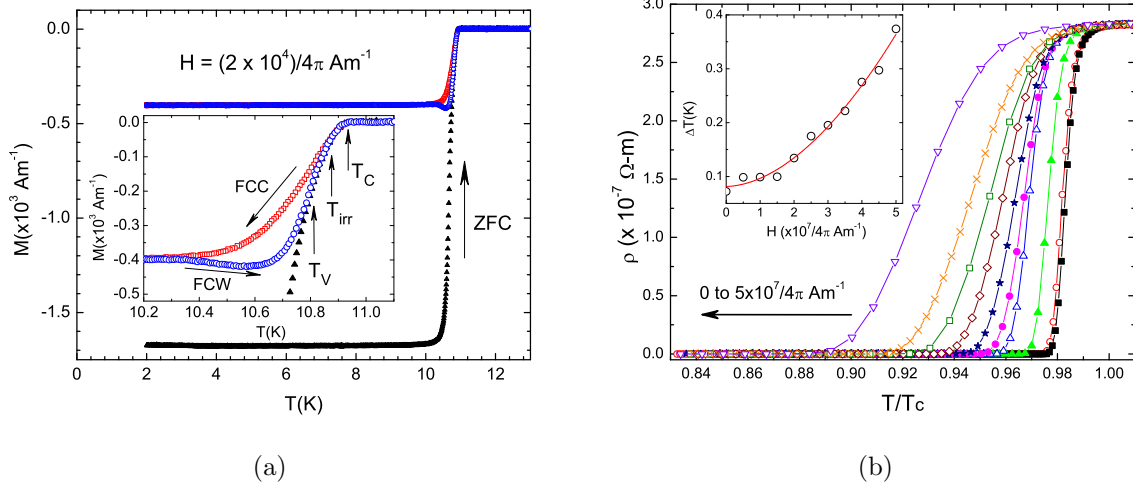 H = (2 x 10⁴)/4π Am⁻¹
M(x10³ Am⁻¹)
0.0
-0.5
-1.0
-1.5
0 2 4 6 8 10 12
T(K)
ZFC
M(x10³ Am⁻¹)
0.0
-0.1
-0.2
-0.3
-0.4
-0.5
10.2 10.4 10.6 10.8 11.0
T(K)
FCC
FCW
T_C
T_irr
T_V
(a)
ρ (x 10⁻⁷ Ω-m)
3.0
2.5
2.0
1.5
1.0
0.5
0.0
0.84 0.86 0.88 0.90 0.92 0.94 0.96 0.98 1.00
T/T_C
0 to 5x10⁷/4π Am⁻¹
ΔT(K)
0.4
0.3
0.2
0.1
0 1 2 3 4 5
H (x10⁷/4π Am⁻¹)
(b)